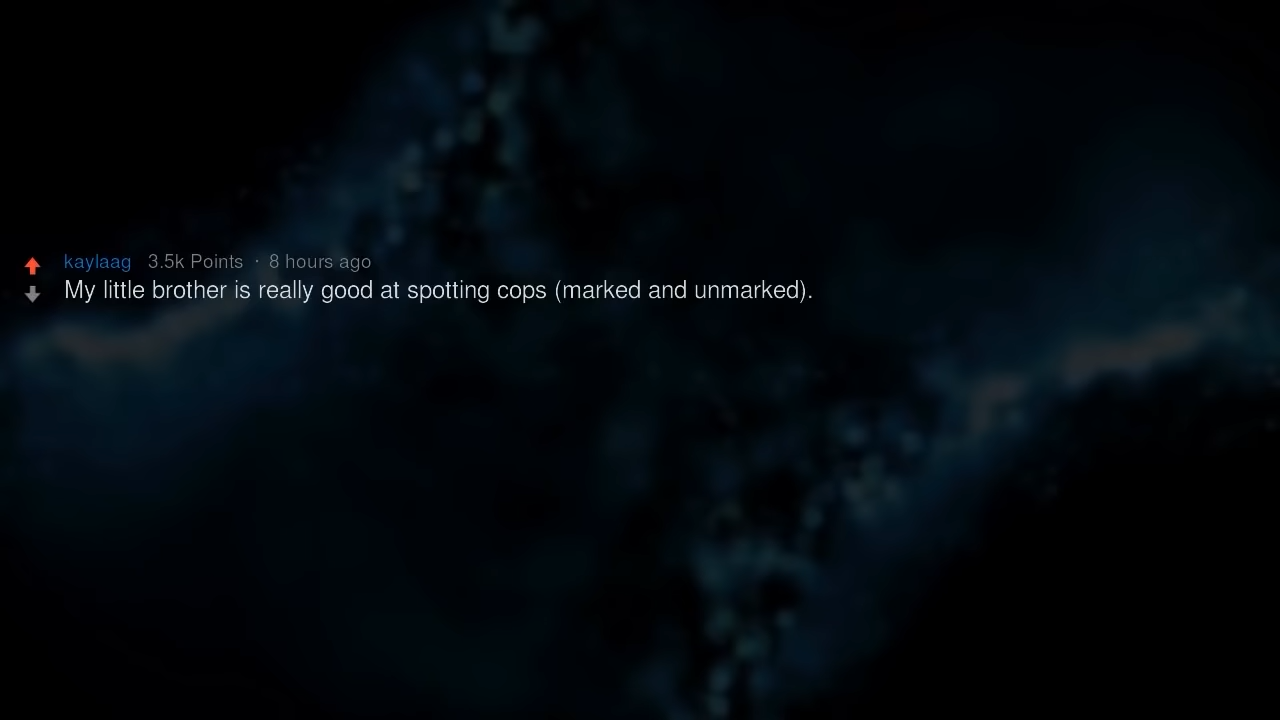 kaylaag 3.5k Points · 8 hours ago
My little brother is really good at spotting cops (marked and unmarked).